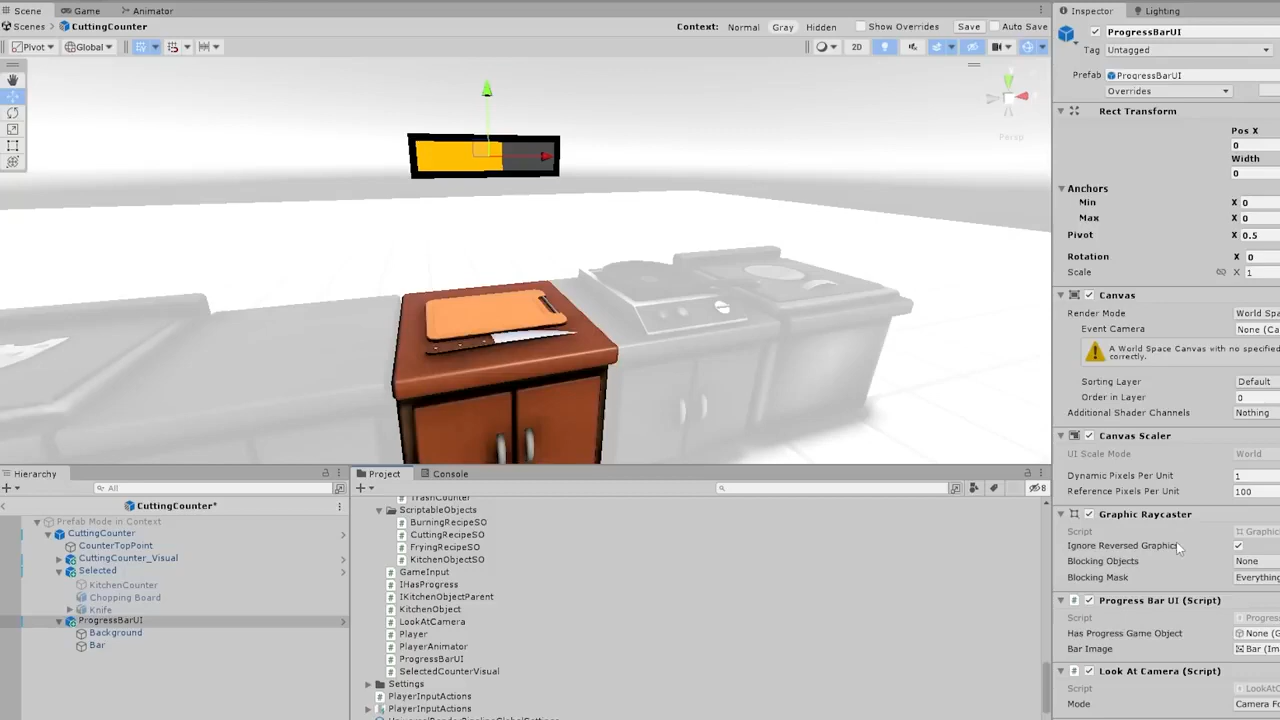 Scene Game Animator
Scenes CuttingCounter
Context: Normal Gray Hidden Show Overrides Save Auto Save
Pivot Global 2D
Persp
Hierarchy
All
CuttingCounter*
Prefab Mode in Context
CuttingCounter
CounterTopPoint
CuttingCounter_Visual
Selected
KitchenCounter
Chopping Board
Knife
ProgressBarUI
Background
Bar
Project Console
8
TrashCounter
ScriptableObjects
BurningRecipeSO
CuttingRecipeSO
FryingRecipeSO
KitchenObjectSO
GameInput
IHasProgress
IKitchenObjectParent
KitchenObject
LookAtCamera
Player
PlayerAnimator
ProgressBarUI
SelectedCounterVisual
Settings
PlayerInputActions
PlayerInputActions
Inspector Lighting
ProgressBarUI
Tag Untagged
Prefab ProgressBarUI
Overrides
Rect Transform
Pos X
0
Width
0
Anchors
Min X 0
Max X 0
Pivot X 0.5
Rotation X 0
Scale X 1
Canvas
Render Mode World Spa
Event Camera None (Ca
A World Space Canvas with no specified
correctly.
Sorting Layer Default
Order in Layer 0
Additional Shader Channels Nothing
Canvas Scaler
UI Scale Mode World
Dynamic Pixels Per Unit 1
Reference Pixels Per Unit 100
Graphic Raycaster
Script Graphic
Ignore Reversed Graphics
Blocking Objects None
Blocking Mask Everything
Progress Bar UI (Script)
Script Progres
Has Progress Game Object None (G
Bar Image Bar (Im
Look At Camera (Script)
Script LookAtC
Mode Camera Fo